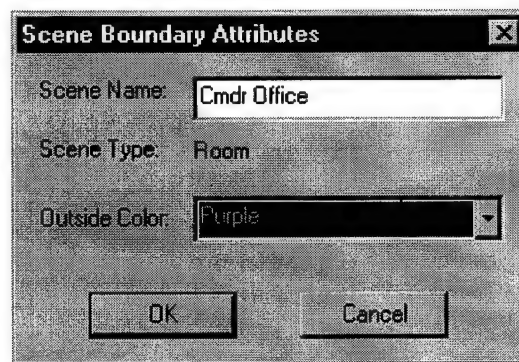 Scene Boundary Attributes
Scene Name: Cmdr Office
Scene Type: Room
Outside Color: Purple
OK Cancel